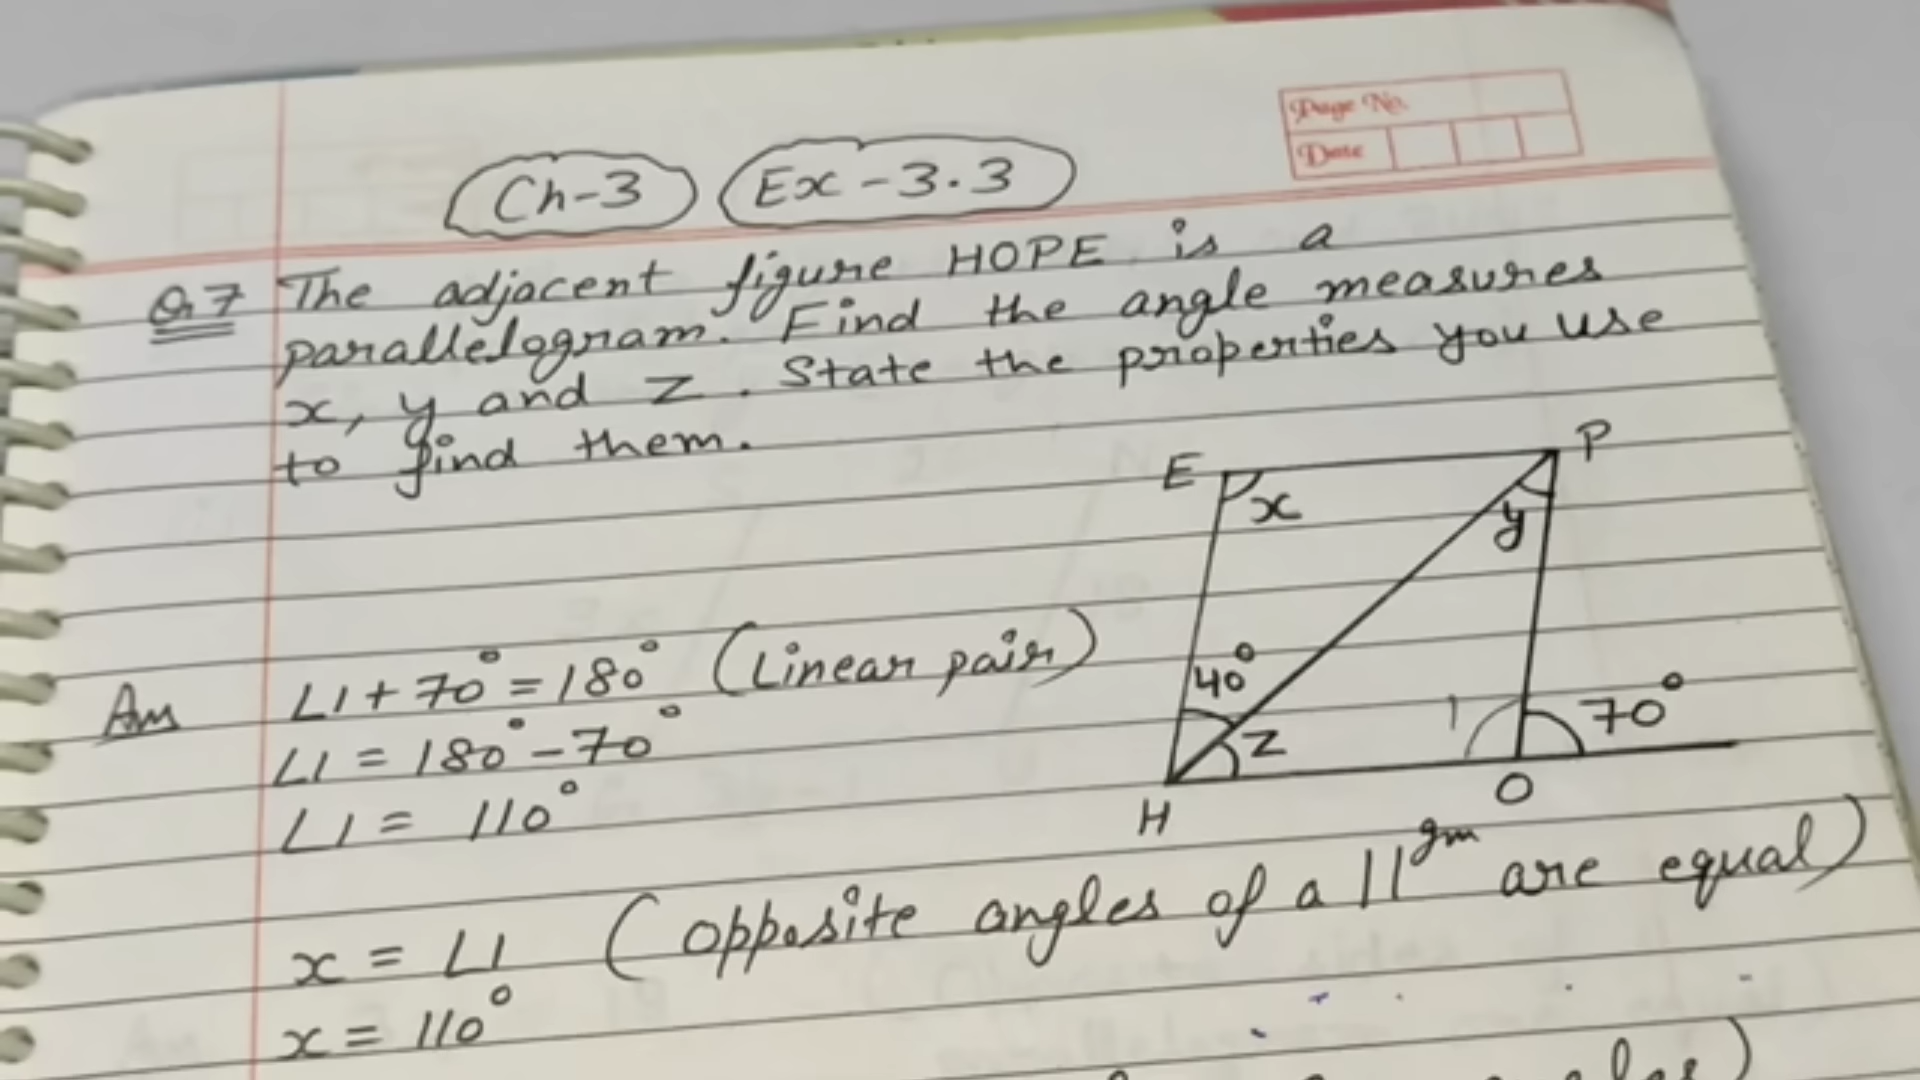 Page No.
Date
Ch-3 Ex-3.3
Q.7 The adjacent figure HOPE is a
parallelogram. Find the angle measures
x, y and z. State the properties you use
to find them.
E
P
x
y
40°
z
1
70°
H
O
Ans ∠1 + 70° = 180° (Linear pair)
∠1 = 180° - 70°
∠1 = 110°
x = ∠1 (opposite angles of a ||gm are equal)
x = 110°